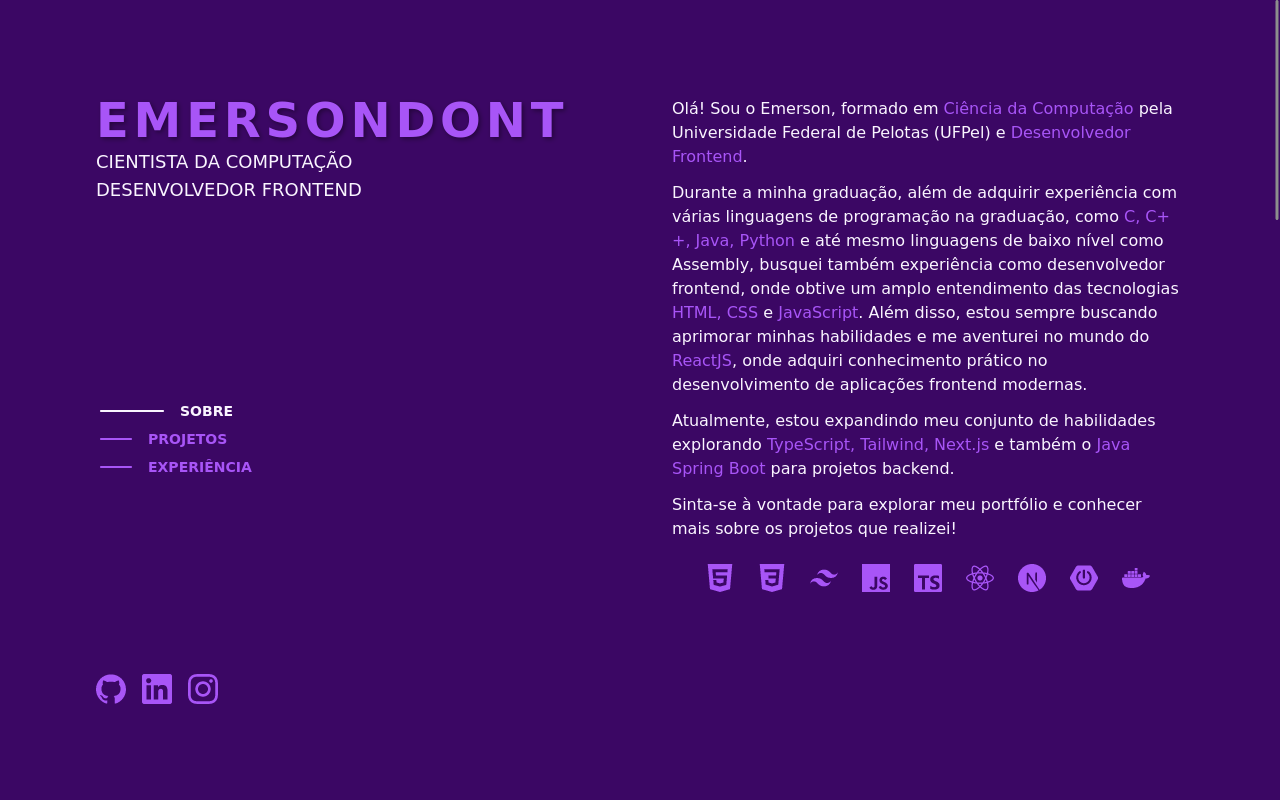 EMERSONDONT
CIENTISTA DA COMPUTAÇÃO
DESENVOLVEDOR FRONTEND
SOBRE
PROJETOS
EXPERIÊNCIA
Olá! Sou o Emerson, formado em Ciência da Computação pela
Universidade Federal de Pelotas (UFPel) e Desenvolvedor
Frontend.
Durante a minha graduação, além de adquirir experiência com
várias linguagens de programação na graduação, como C, C+
+, Java, Python e até mesmo linguagens de baixo nível como
Assembly, busquei também experiência como desenvolvedor
frontend, onde obtive um amplo entendimento das tecnologias
HTML, CSS e JavaScript. Além disso, estou sempre buscando
aprimorar minhas habilidades e me aventurei no mundo do
ReactJS, onde adquiri conhecimento prático no
desenvolvimento de aplicações frontend modernas.
Atualmente, estou expandindo meu conjunto de habilidades
explorando TypeScript, Tailwind, Next.js e também o Java
Spring Boot para projetos backend.
Sinta-se à vontade para explorar meu portfólio e conhecer
mais sobre os projetos que realizei!
JS TS